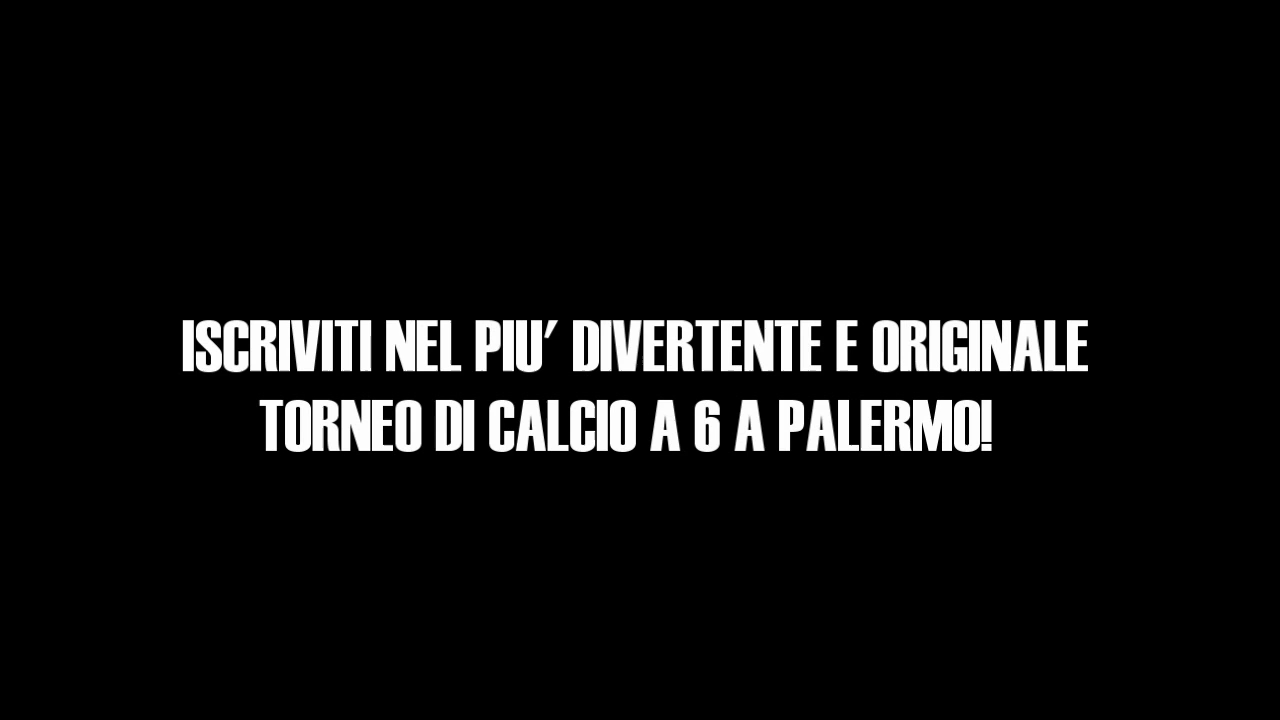 ISCRIVITI NEL PIU' DIVERTENTE E ORIGINALE
TORNEO DI CALCIO A 6 A PALERMO!